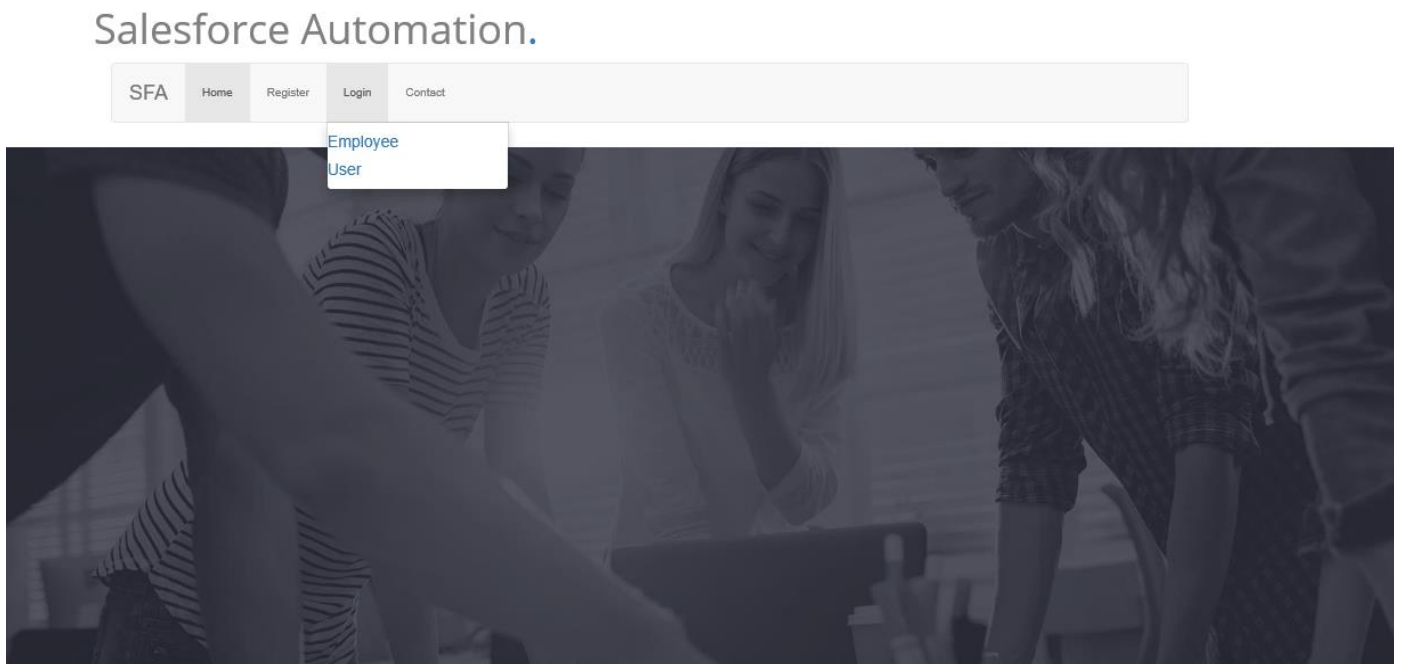 Salesforce Automation.
SFA Home Register Login Contact
Employee
User